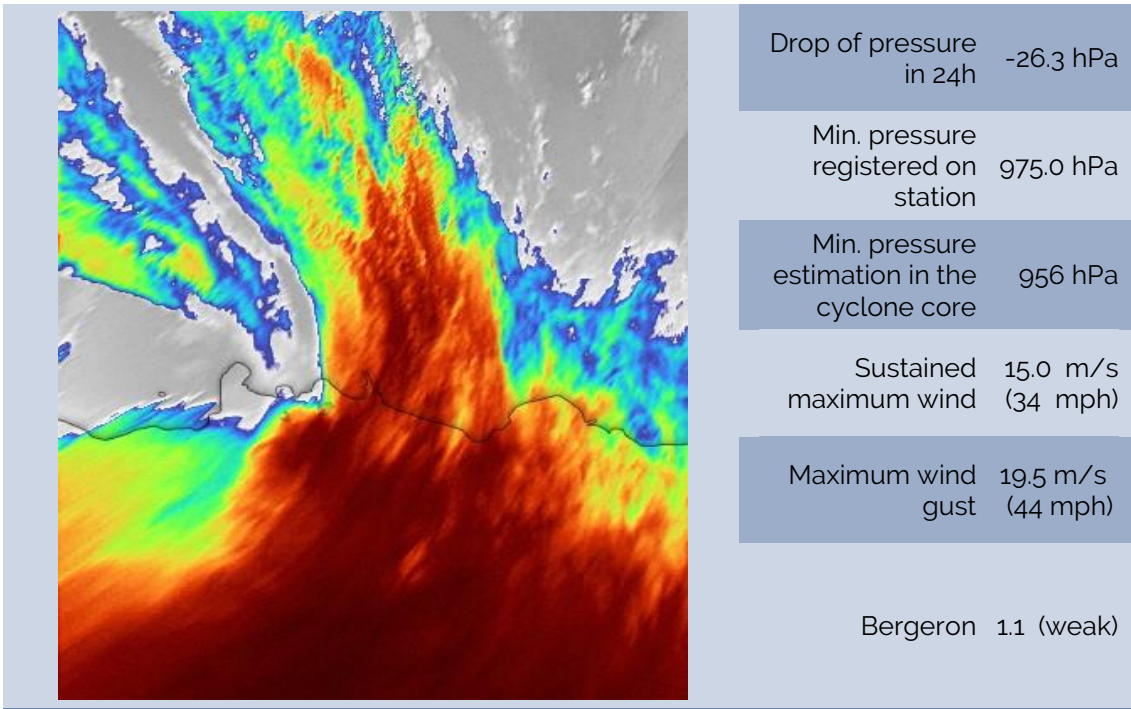 Drop of pressure
in 24h
-26.3 hPa
Min. pressure
registered on
station
975.0 hPa
Min. pressure
estimation in the
cyclone core
956 hPa
Sustained
maximum wind
15.0 m/s
(34 mph)
Maximum wind
gust
19.5 m/s
(44 mph)
Bergeron
1.1 (weak)